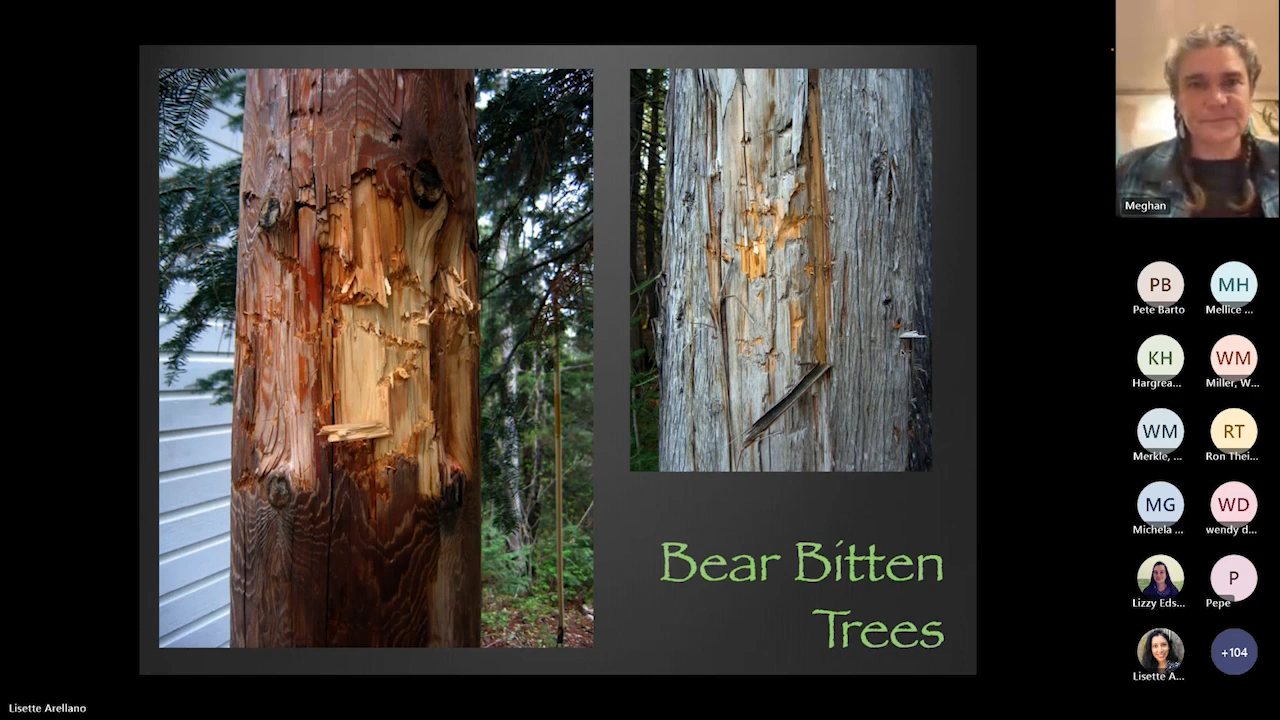 Bear Bitten
Trees
Meghan
PB
Pete Barto
MH
Mellice ...
KH
Hargrea...
WM
Miller, W...
WM
Merkle, ...
RT
Ron Thei...
MG
Michela ...
WD
wendy d...
Lizzy Eds...
P
Pepe
Lisette A...
+104
Lisette Arellano